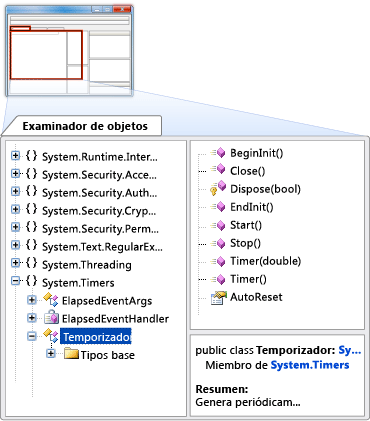 Examinador de objetos
{} System.Runtime.Inter...
{} System.Security.Acce...
{} System.Security.Auth...
{} System.Security.Cryp...
{} System.Security.Perm...
{} System.Text.RegularEx...
{} System.Threading
{} System.Timers
ElapsedEventArgs
ElapsedEventHandler
Temporizador
Tipos base
BeginInit()
Close()
Dispose(bool)
EndInit()
Start()
Stop()
Timer(double)
Timer()
AutoReset
public class Temporizador: Sy...
Miembro de System.Timers
Resumen:
Genera periódicam...